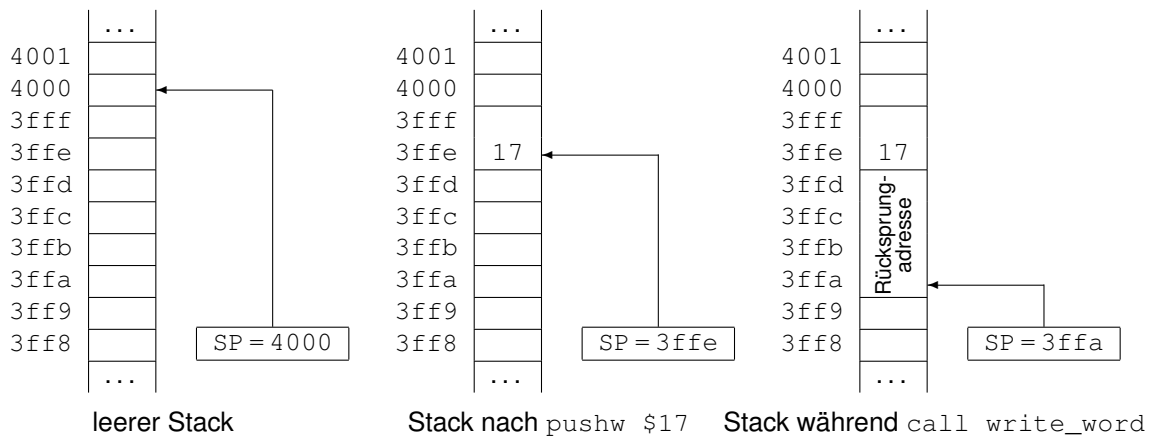 ... ... ...
4001 4001 4001
4000 4000 4000
3fff 3fff 3fff
3ffe 3ffe 17 3ffe 17
3ffd 3ffd 3ffd
3ffc 3ffc 3ffc
3ffb 3ffb 3ffb
3ffa 3ffa 3ffa
Rücksprung-
adresse
3ff9 3ff9 3ff9
3ff8 SP = 4000 3ff8 SP = 3ffe 3ff8 SP = 3ffa
... ... ...
leerer Stack Stack nach pushw $17 Stack während call write_word